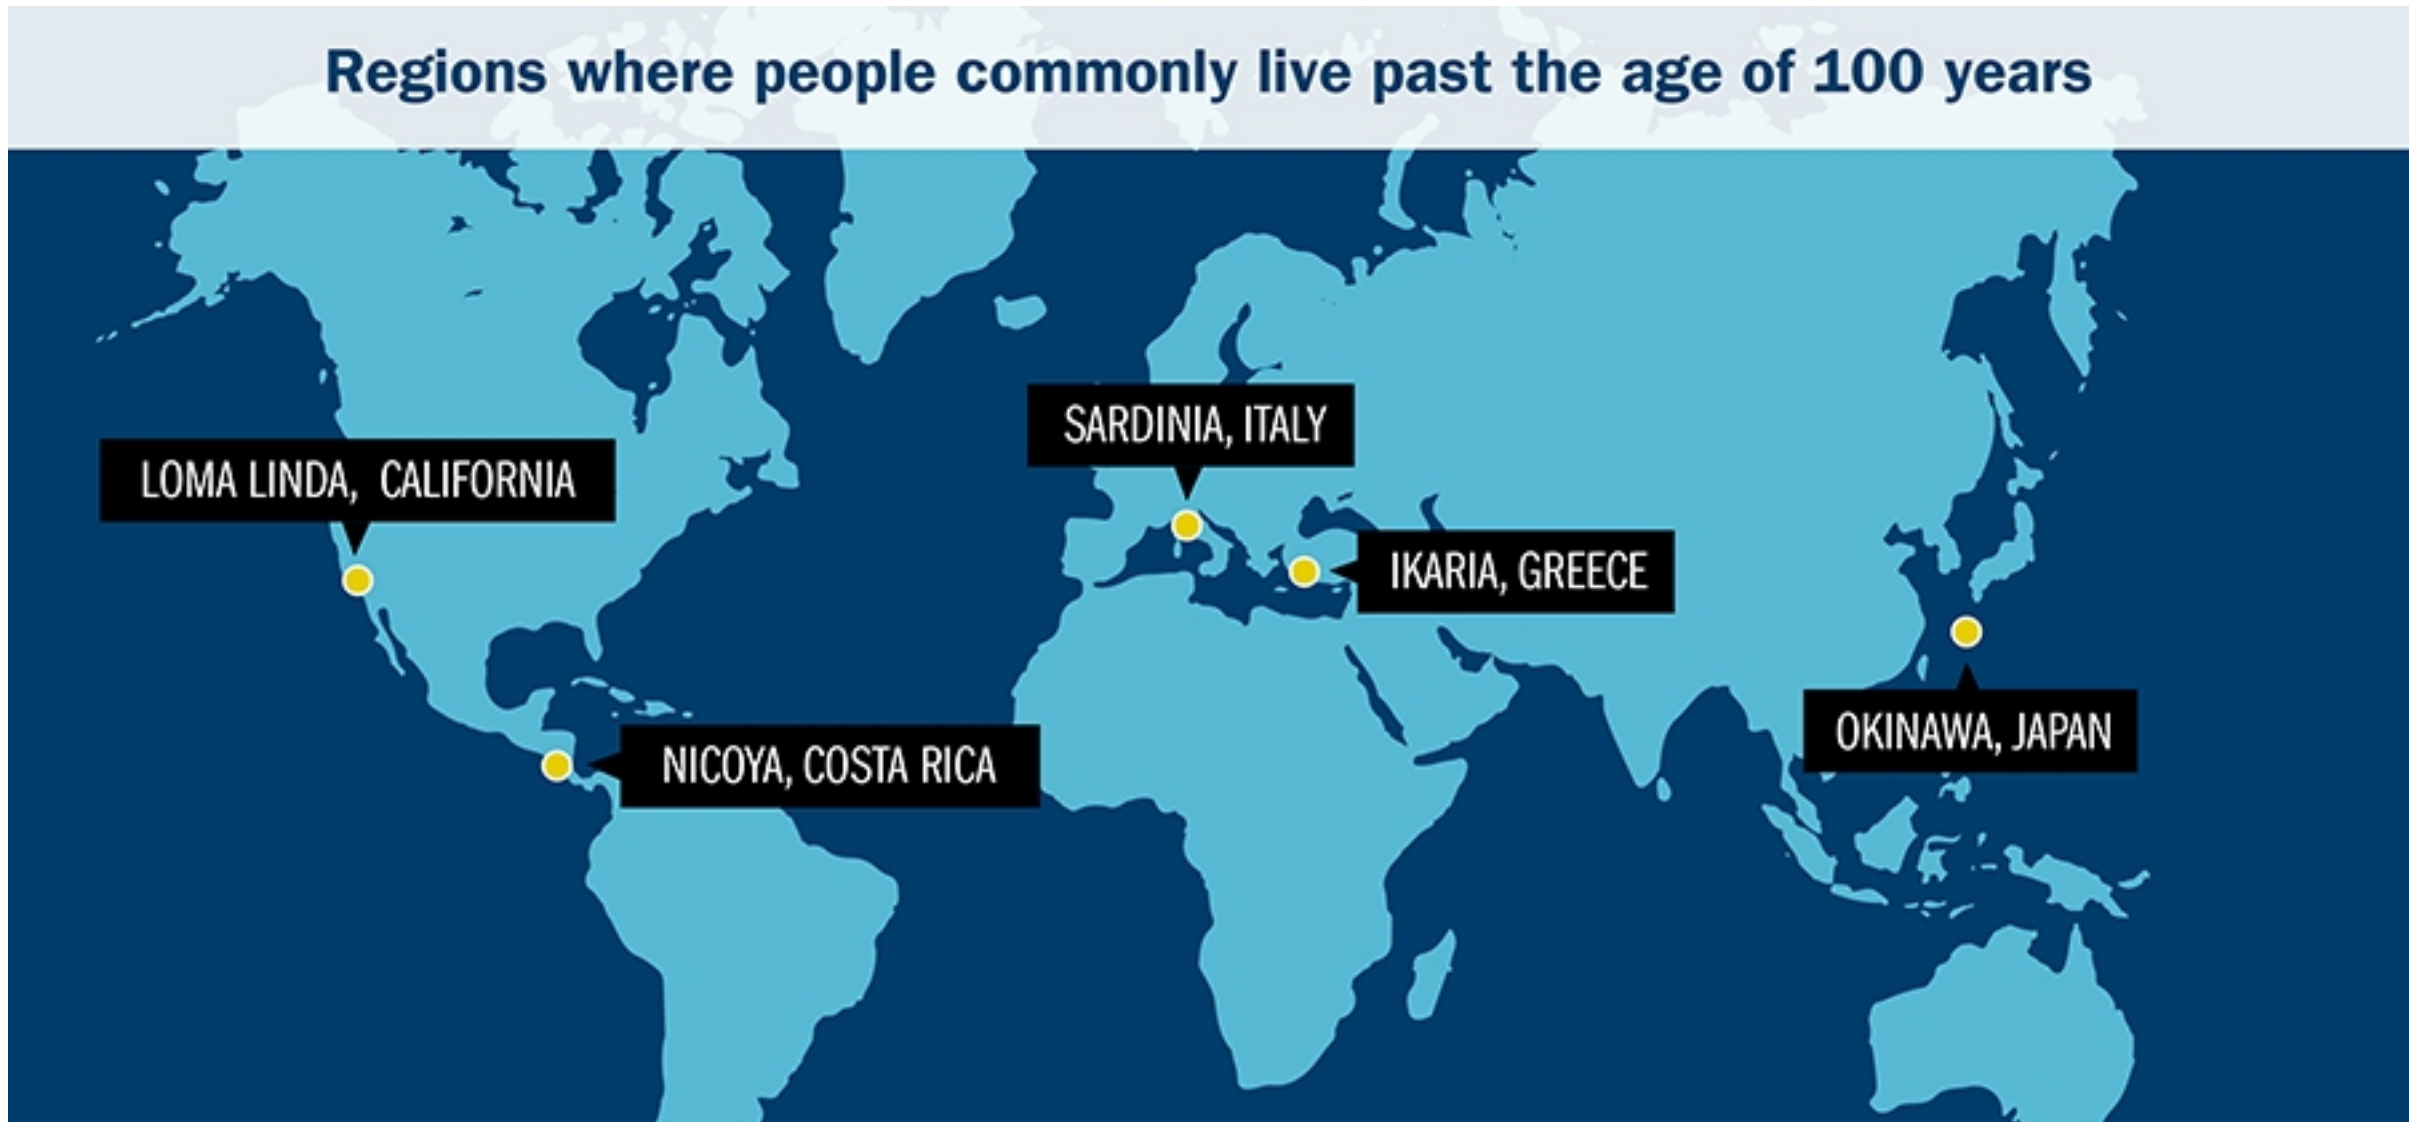 Regions where people commonly live past the age of 100 years
SARDINIA, ITALY
LOMA LINDA, CALIFORNIA
IKARIA, GREECE
OKINAWA, JAPAN
NICOYA, COSTA RICA